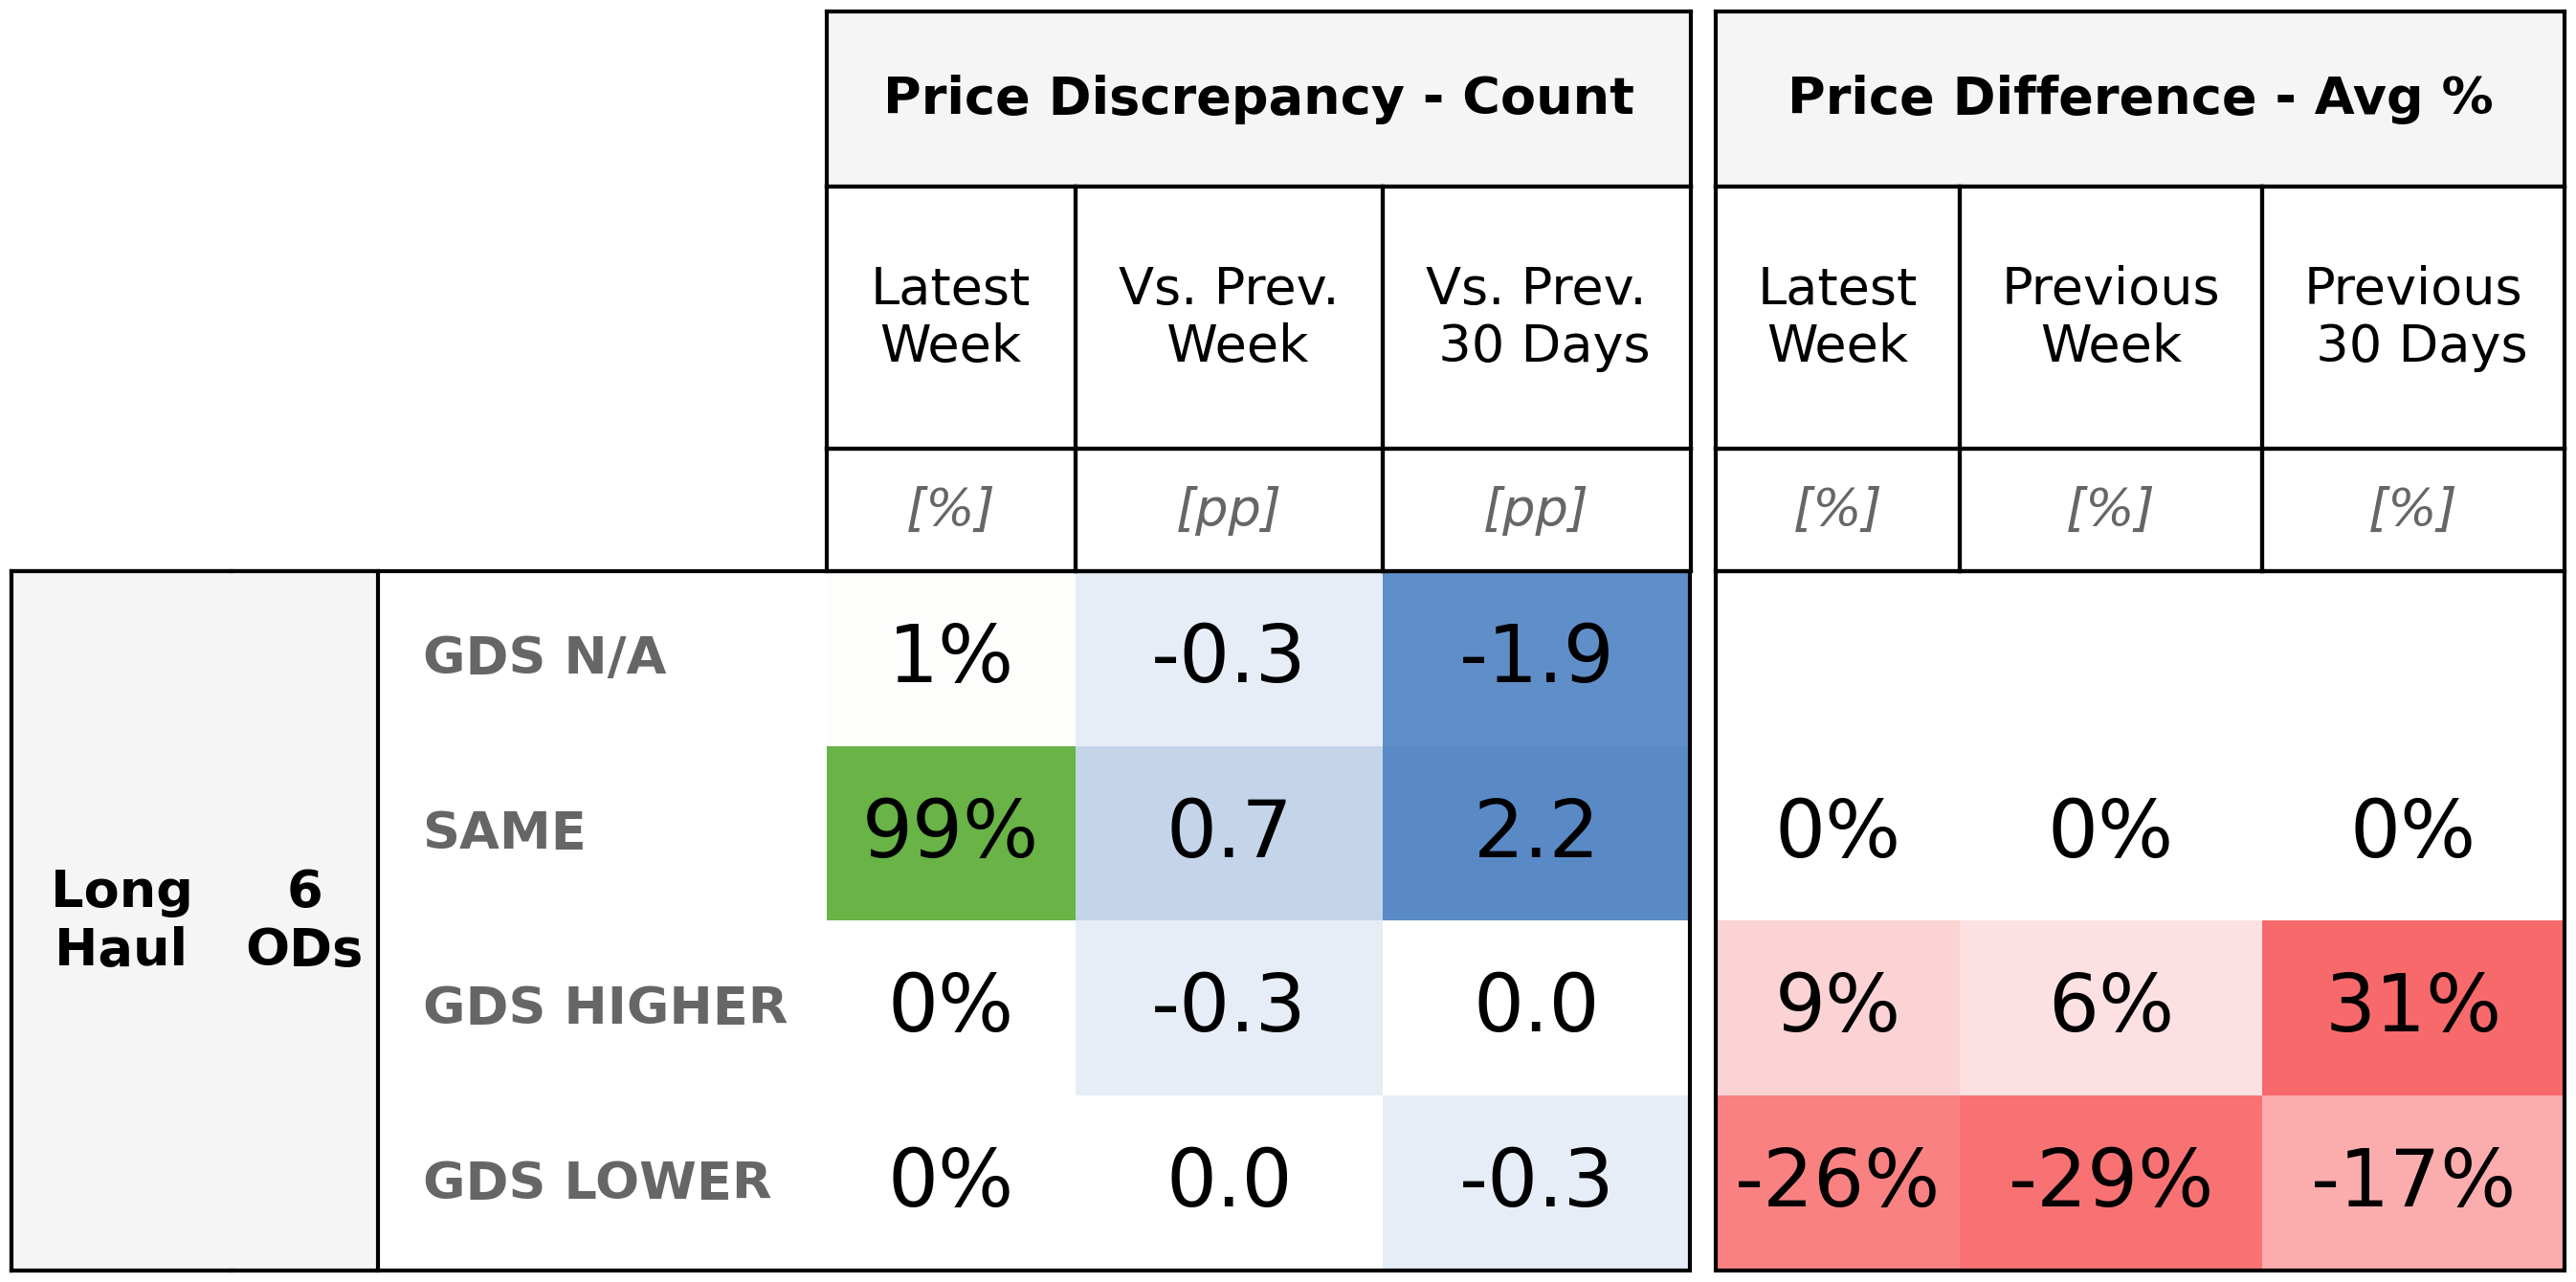 Price Discrepancy - Count Price Difference - Avg %
Latest Week Vs. Prev. Week Vs. Prev. 30 Days Latest Week Previous Week Previous 30 Days
[%] [pp] [pp] [%] [%] [%]
Long Haul 6 ODs
GDS N/A 1% -0.3 -1.9
SAME 99% 0.7 2.2 0% 0% 0%
GDS HIGHER 0% -0.3 0.0 9% 6% 31%
GDS LOWER 0% 0.0 -0.3 -26% -29% -17%